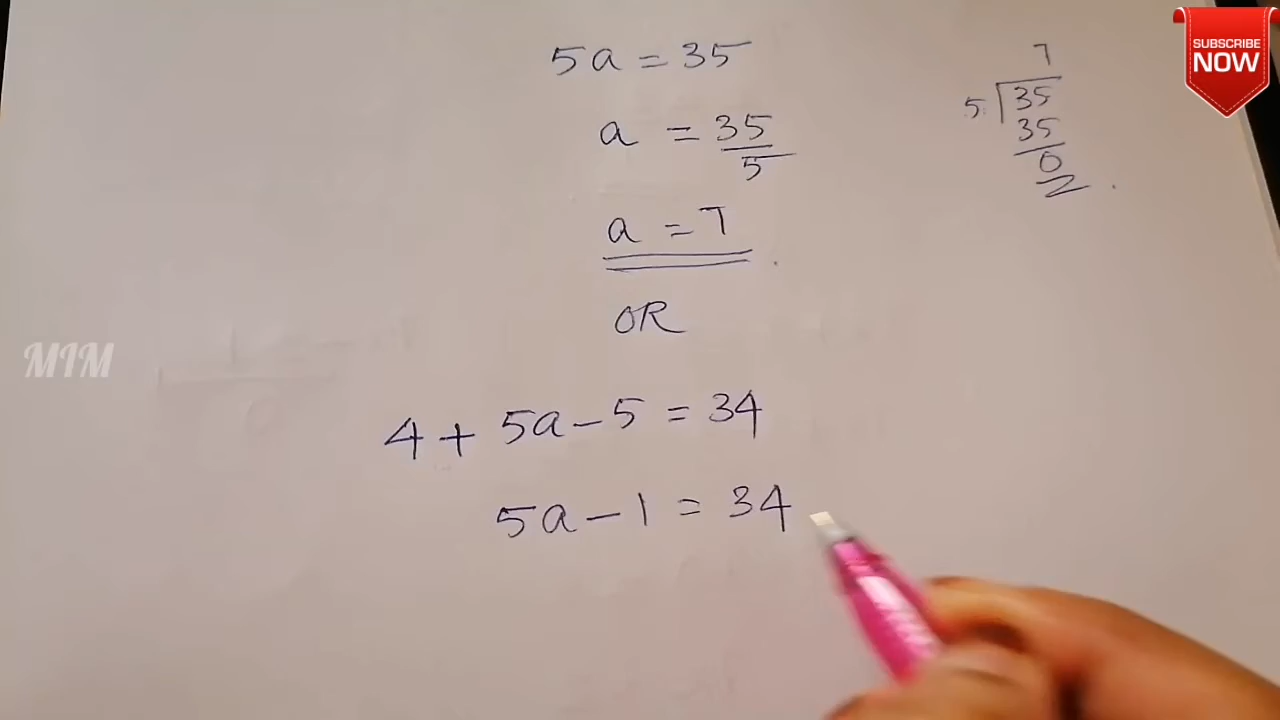 SUBSCRIBE
NOW
5a = 35
a = 35
5
a = 7
OR
4 + 5a - 5 = 34
5a - 1 = 34
7
5 35
35
0
MIM